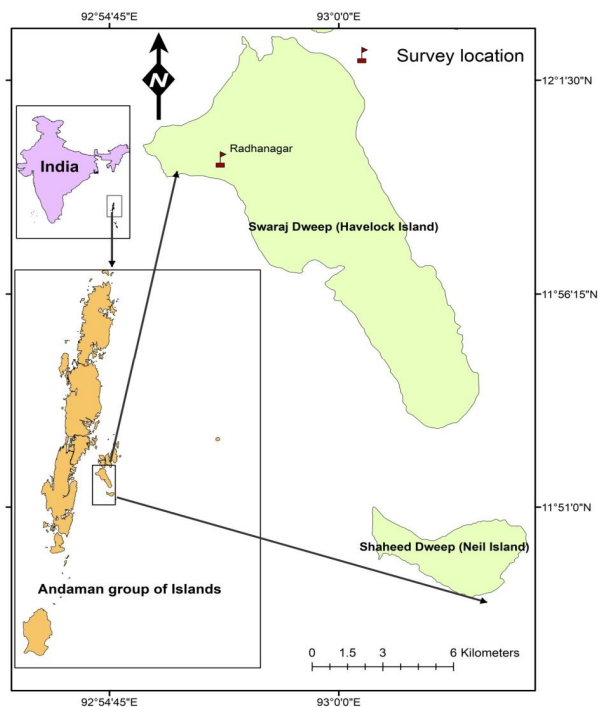 92°54'45"E 93°0'0"E
Survey location
12°1'30"N
N
India
Radhanagar
Swaraj Dweep (Havelock Island)
11°56'15"N
11°51'0"N
Shaheed Dweep (Neil Island)
Andaman group of Islands
0 1.5 3 6 Kilometers
92°54'45"E 93°0'0"E